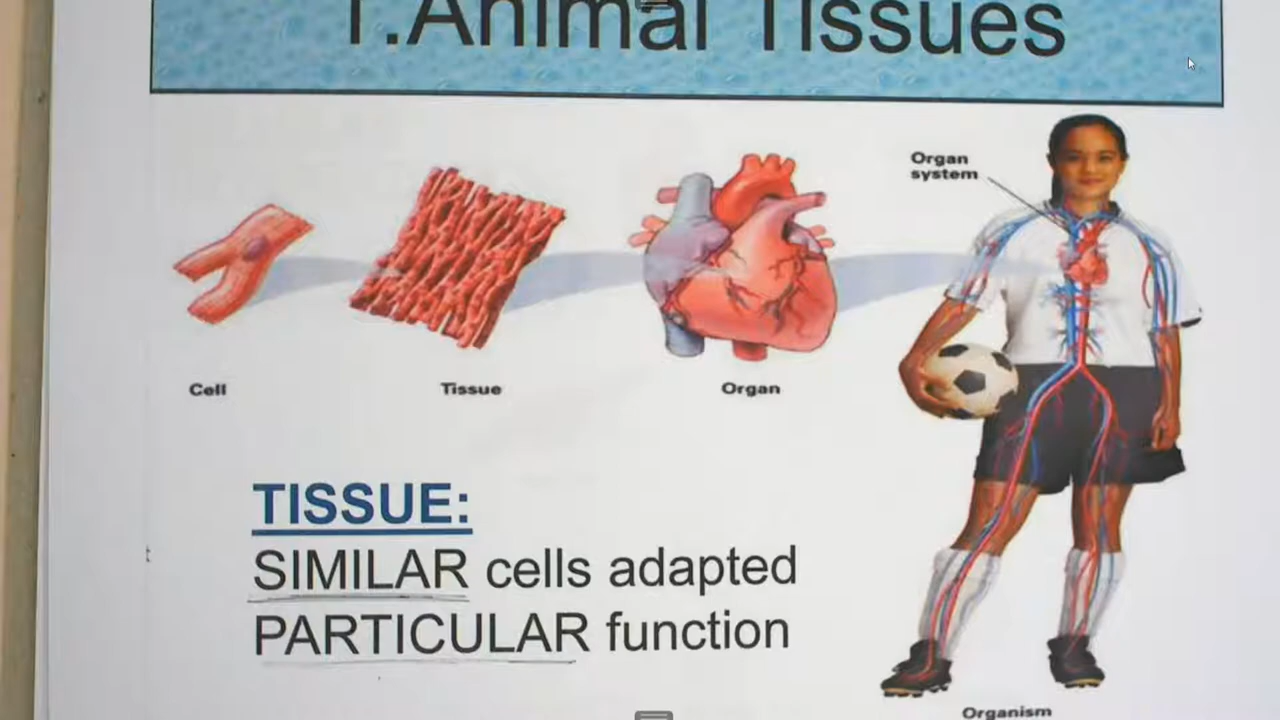 1.Animal Tissues
Organ
system
Cell
Tissue
Organ
TISSUE:
SIMILAR cells adapted
PARTICULAR function
Organism